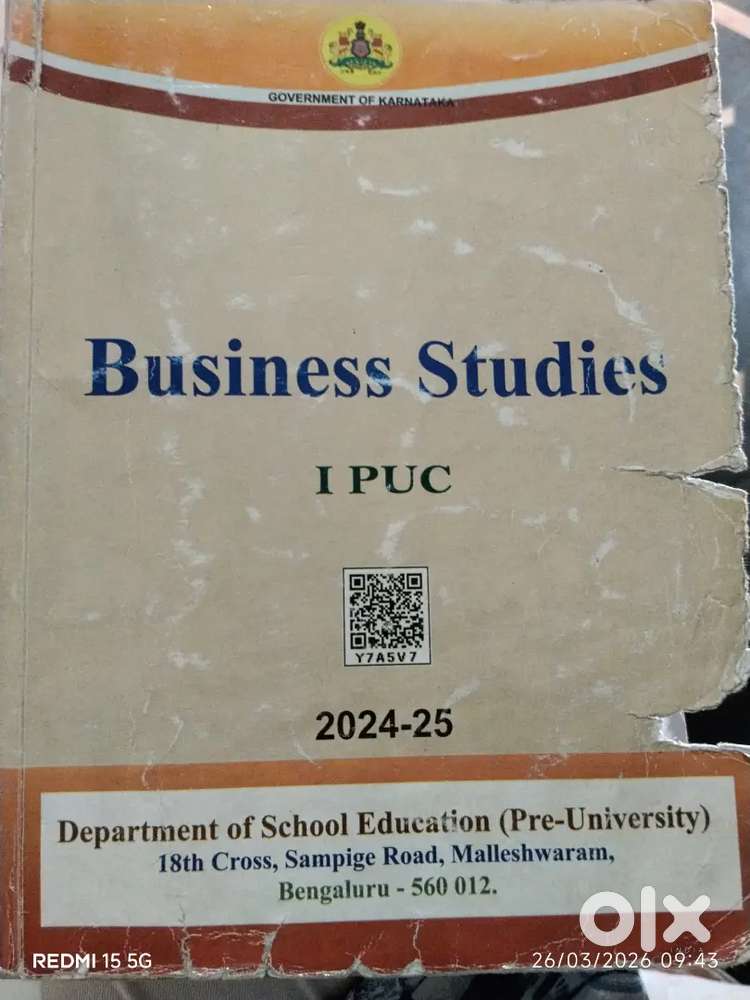 GOVERNMENT OF KARNATAKA
Business Studies
I PUC
Y7A5V7
2024-25
Department of School Education (Pre-University)
18th Cross, Sampige Road, Malleshwaram,
Bengaluru - 560 012.
olx
INDIA
REDMI 15 5G
26/03/2026 09:43